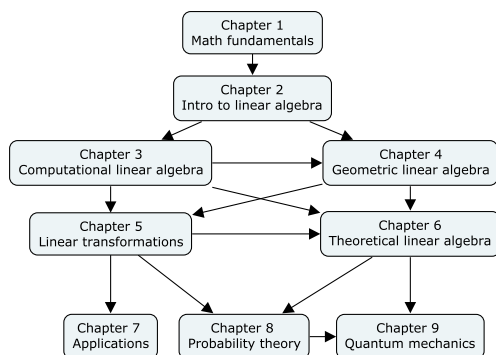 Chapter 1
Math fundamentals
Chapter 2
Intro to linear algebra
Chapter 3
Computational linear algebra
Chapter 4
Geometric linear algebra
Chapter 5
Linear transformations
Chapter 6
Theoretical linear algebra
Chapter 7
Applications
Chapter 8
Probability theory
Chapter 9
Quantum mechanics